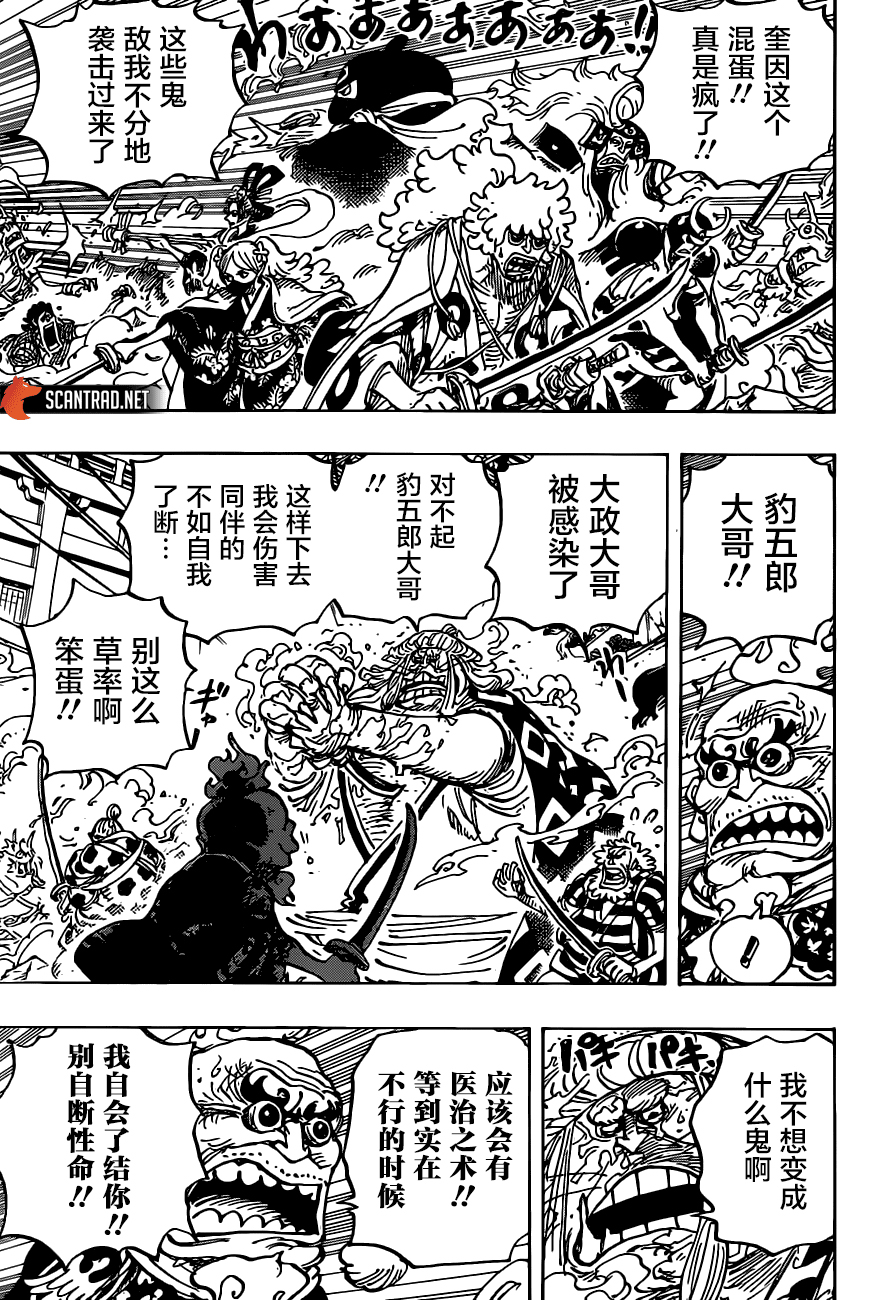 わぁぁぁぁぁぁぁ!!
奎因这个
混蛋!!
真是疯了!!
这些鬼
敌我不分地
袭击过来了
SCANTRAD.NET
豹五郎
大哥!!
大政大哥
被感染了
对不起
豹五郎大哥
!!
这样下去
我会伤害
同伴的
不如自我
了断…
别这么
草率啊
笨蛋!!
わぁ
ギャ
我不想变成
什么鬼啊
パキ
パキ
应该会有
医治之术!!
等到实在
不行的时候
我自会了结你!!
别自断性命!!